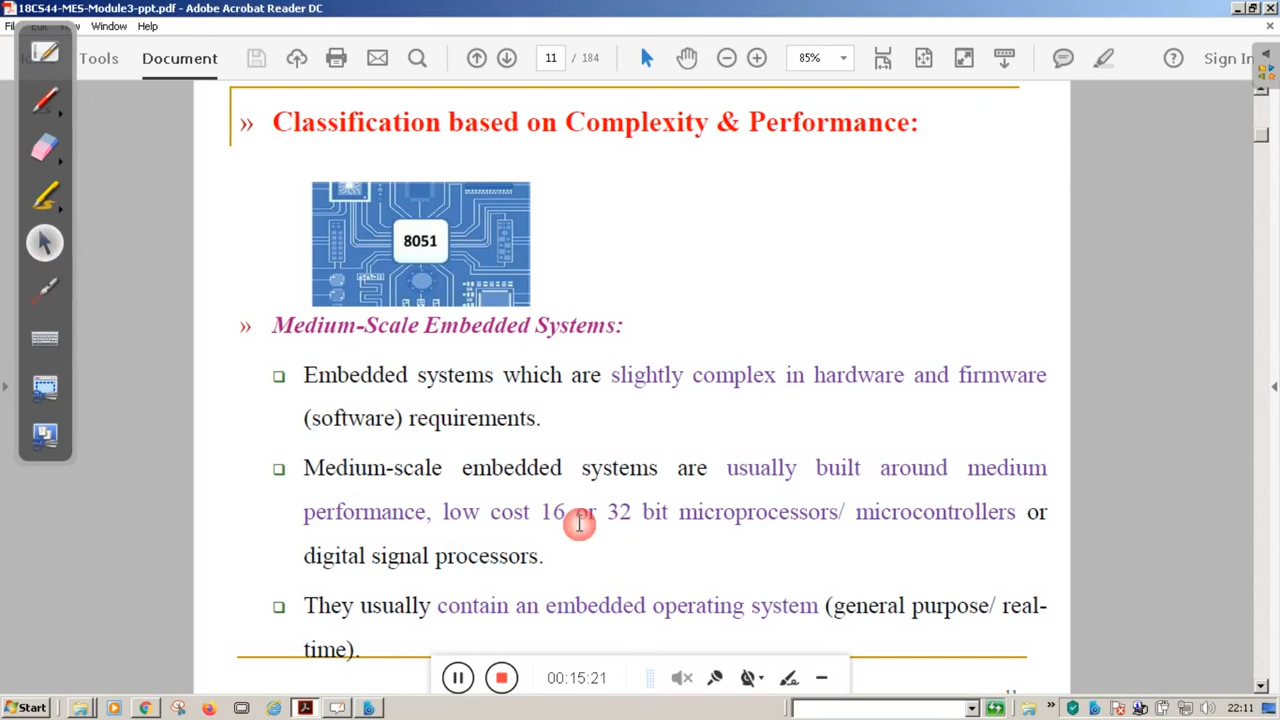 18CS44-MES-Module3-ppt.pdf - Adobe Acrobat Reader DC
Window Help
Tools Document 11 / 184 85% Sign In
» Classification based on Complexity & Performance:
8051
» Medium-Scale Embedded Systems:
Embedded systems which are slightly complex in hardware and firmware
(software) requirements.
Medium-scale embedded systems are usually built around medium
performance, low cost 16 or 32 bit microprocessors/ microcontrollers or
digital signal processors.
They usually contain an embedded operating system (general purpose/ real-
time).
00:15:21
Start 22:11